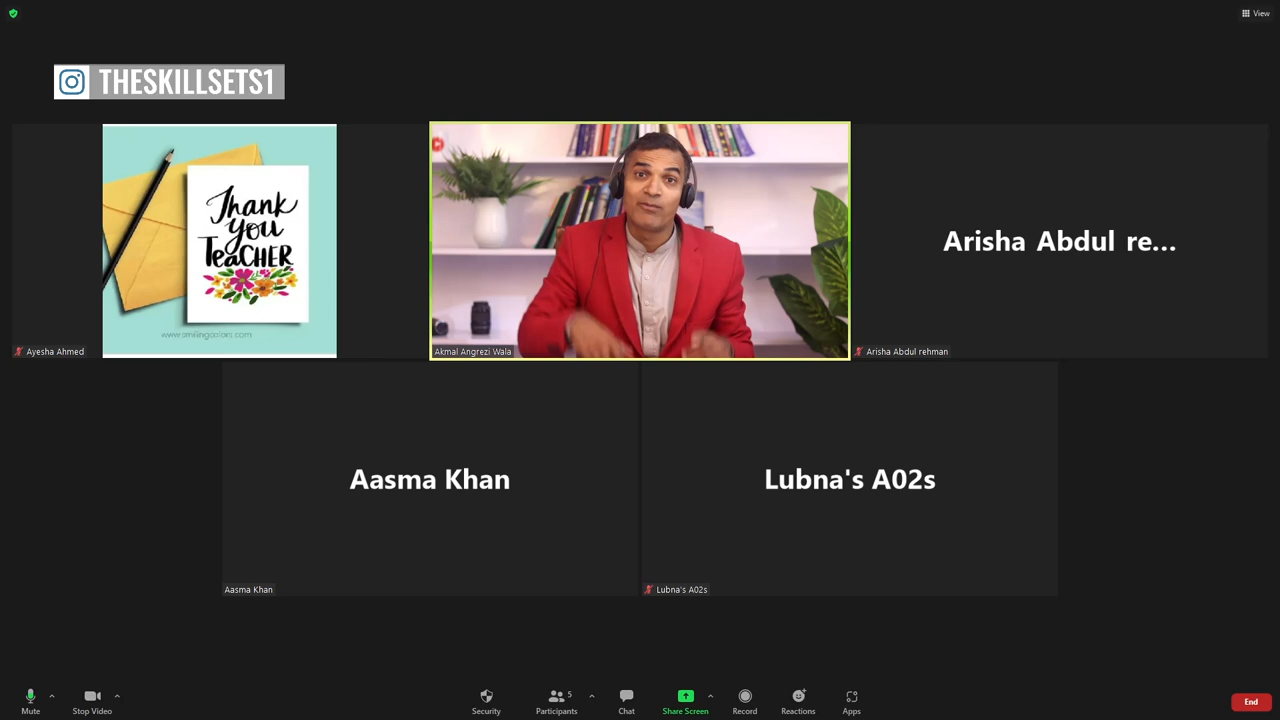 View
THESKILLSETS1
Thank
you
TEACHER
www.smilingcolors.com
Ayesha Ahmed
Akmal Angrezi Wala
Arisha Abdul re...
Arisha Abdul rehman
Aasma Khan
Aasma Khan
Lubna's A02s
Lubna's A02s
Mute
Stop Video
Security
Participants
5
Chat
Share Screen
Record
Reactions
Apps
End